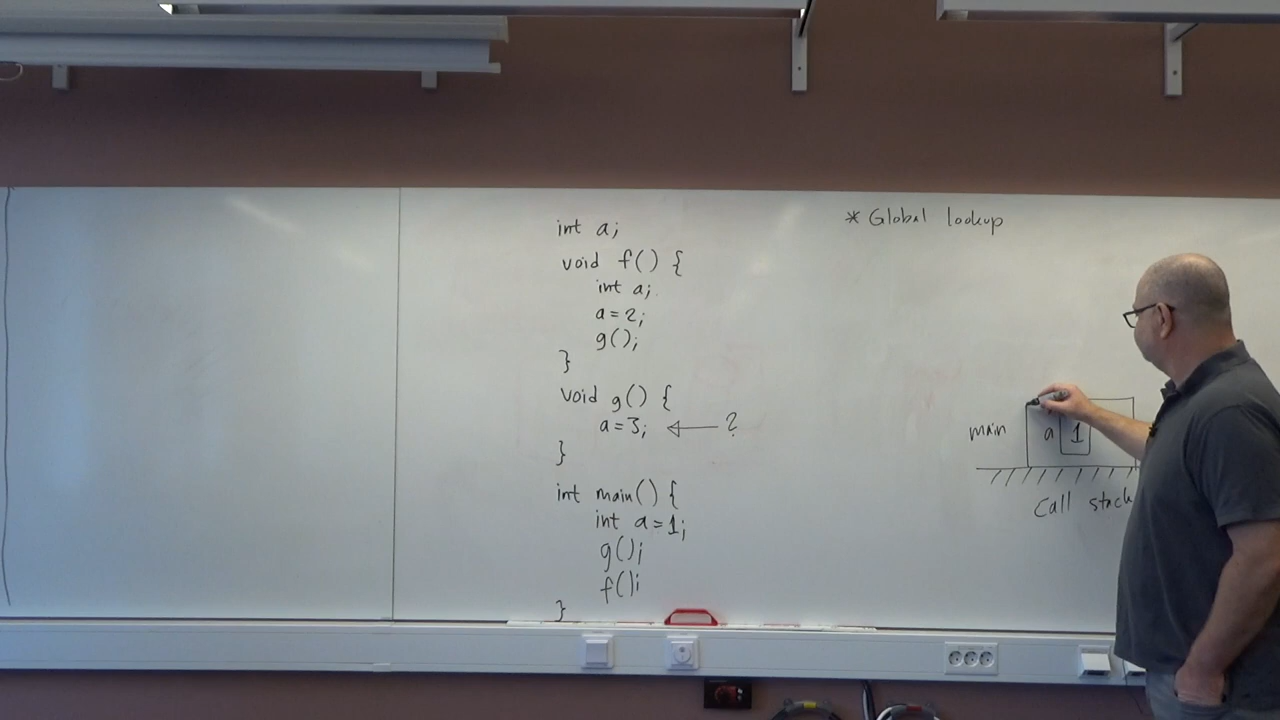 int a;
void f() {
int a;
a=2;
g();
}
void g() {
a=3; ?
}
int main() {
int a=1;
g();
f();
}
* Global lookup
main a 1
Call stack